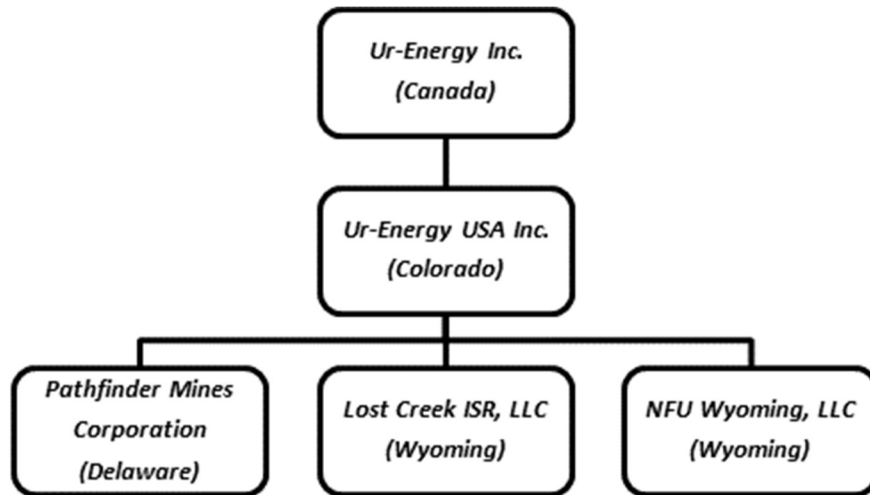 Ur-Energy Inc.
(Canada)
Ur-Energy USA Inc.
(Colorado)
Pathfinder Mines
Corporation
(Delaware)
Lost Creek ISR, LLC
(Wyoming)
NFU Wyoming, LLC
(Wyoming)